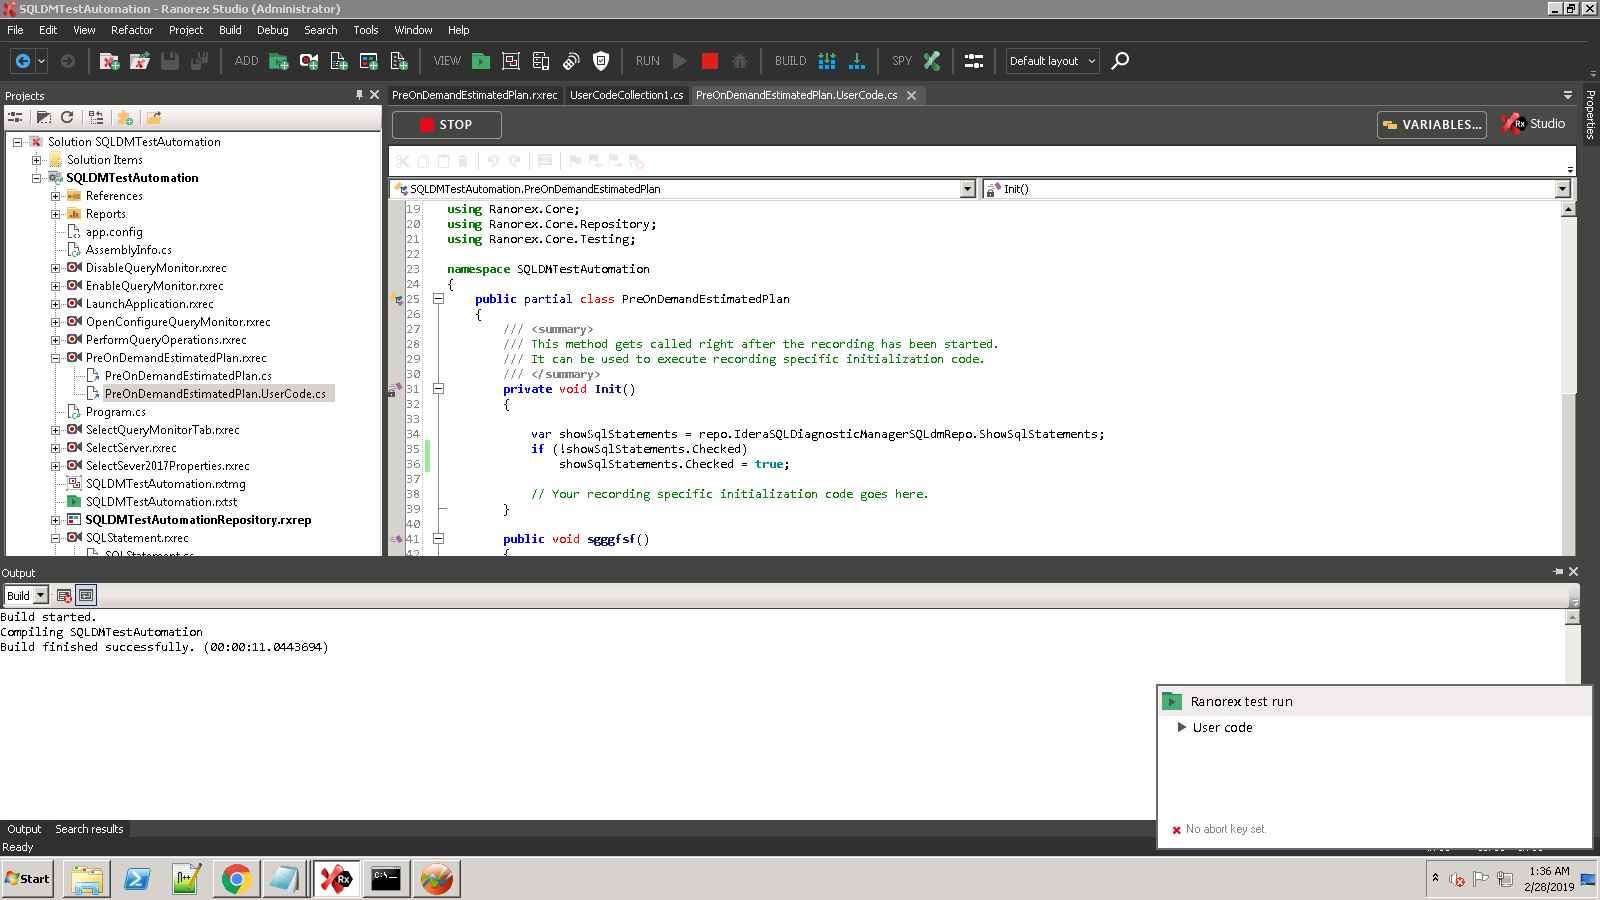 SQLDMTestAutomation - Ranorex Studio (Administrator)
File Edit View Refactor Project Build Debug Search Tools Window Help
ADD VIEW RUN BUILD SPY Default layout
Projects
PreOnDemandEstimatedPlan.rxrec UserCodeCollection1.cs PreOnDemandEstimatedPlan.UserCode.cs
Properties
STOP
VARIABLES...
Rx Studio
Solution SQLDMTestAutomation
Solution Items
SQLDMTestAutomation
References
Reports
app.config
AssemblyInfo.cs
DisableQueryMonitor.rxrec
EnableQueryMonitor.rxrec
LaunchApplication.rxrec
OpenConfigureQueryMonitor.rxrec
PerformQueryOperations.rxrec
PreOnDemandEstimatedPlan.rxrec
PreOnDemandEstimatedPlan.cs
PreOnDemandEstimatedPlan.UserCode.cs
Program.cs
SelectQueryMonitorTab.rxrec
SelectServer.rxrec
SelectSever2017Properties.rxrec
SQLDMTestAutomation.rxtmg
SQLDMTestAutomation.rxtst
SQLDMTestAutomationRepository.rxrep
SQLStatement.rxrec
SQLStatement.cs
SQLDMTestAutomation.PreOnDemandEstimatedPlan
Init()
19 using Ranorex.Core;
20 using Ranorex.Core.Repository;
21 using Ranorex.Core.Testing;
22
23 namespace SQLDMTestAutomation
24 {
25 public partial class PreOnDemandEstimatedPlan
26 {
27 /// <summary>
28 /// This method gets called right after the recording has been started.
29 /// It can be used to execute recording specific initialization code.
30 /// </summary>
31 private void Init()
32 {
33
34 var showSqlStatements = repo.IderaSQLDiagnosticManagerSQLdmRepo.ShowSqlStatements;
35 if (!showSqlStatements.Checked)
36 showSqlStatements.Checked = true;
37
38 // Your recording specific initialization code goes here.
39 }
40
41 public void sgggfsf()
42 {
Output
Build
Build started.
Compiling SQLDMTestAutomation
Build finished successfully. (00:00:11.0443694)
Ranorex test run
User code
No abort key set.
Output Search results
Ready
Start
Rx
C:\
1:36 AM
2/28/2019